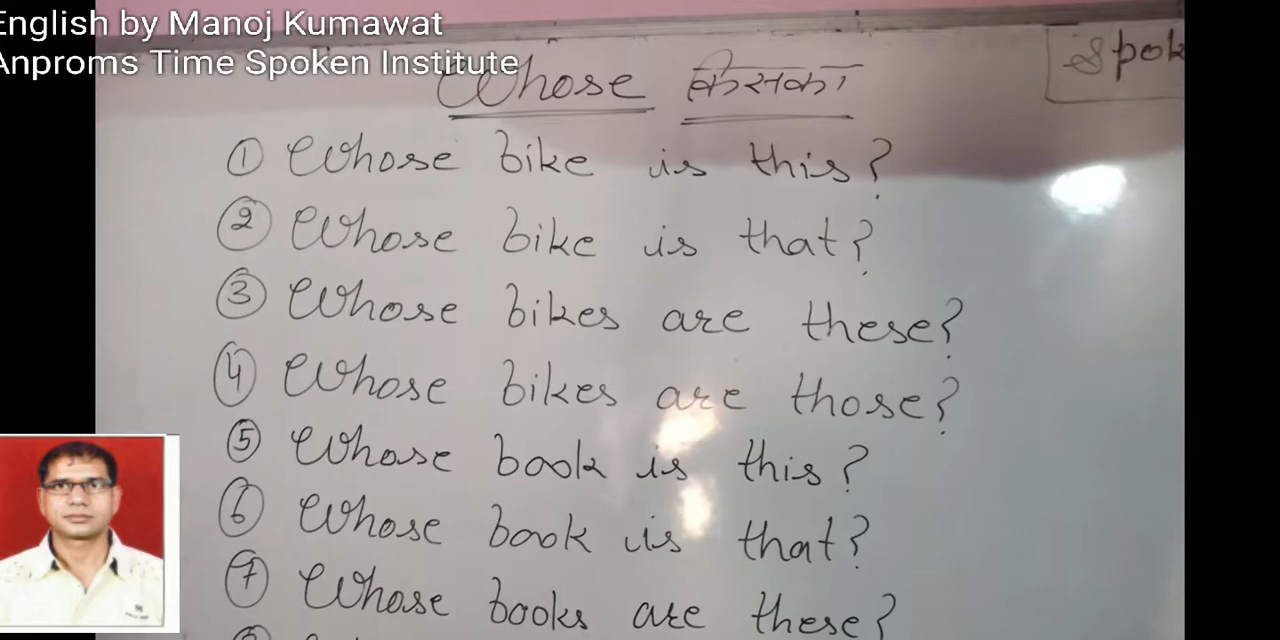 English by Manoj Kumawat
Anproms Time Spoken Institute
Whose किसका
Spok
① Whose bike is this?
② Whose bike is that?
③ Whose bikes are these?
④ Whose bikes are those?
⑤ Whose book is this?
⑥ Whose book is that?
⑦ Whose books are these?